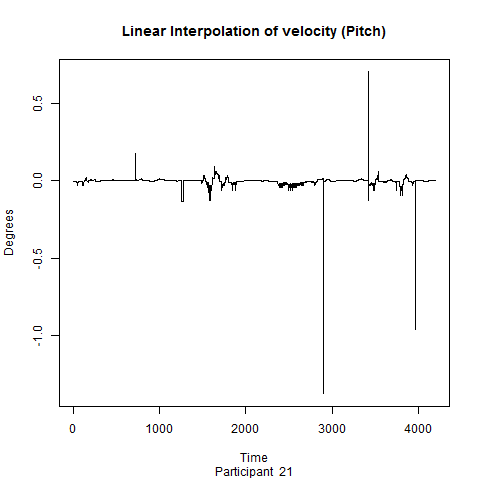 Linear Interpolation of velocity (Pitch)
0.5
0.0
-0.5
-1.0
Degrees
0 1000 2000 3000 4000
Time
Participant 21